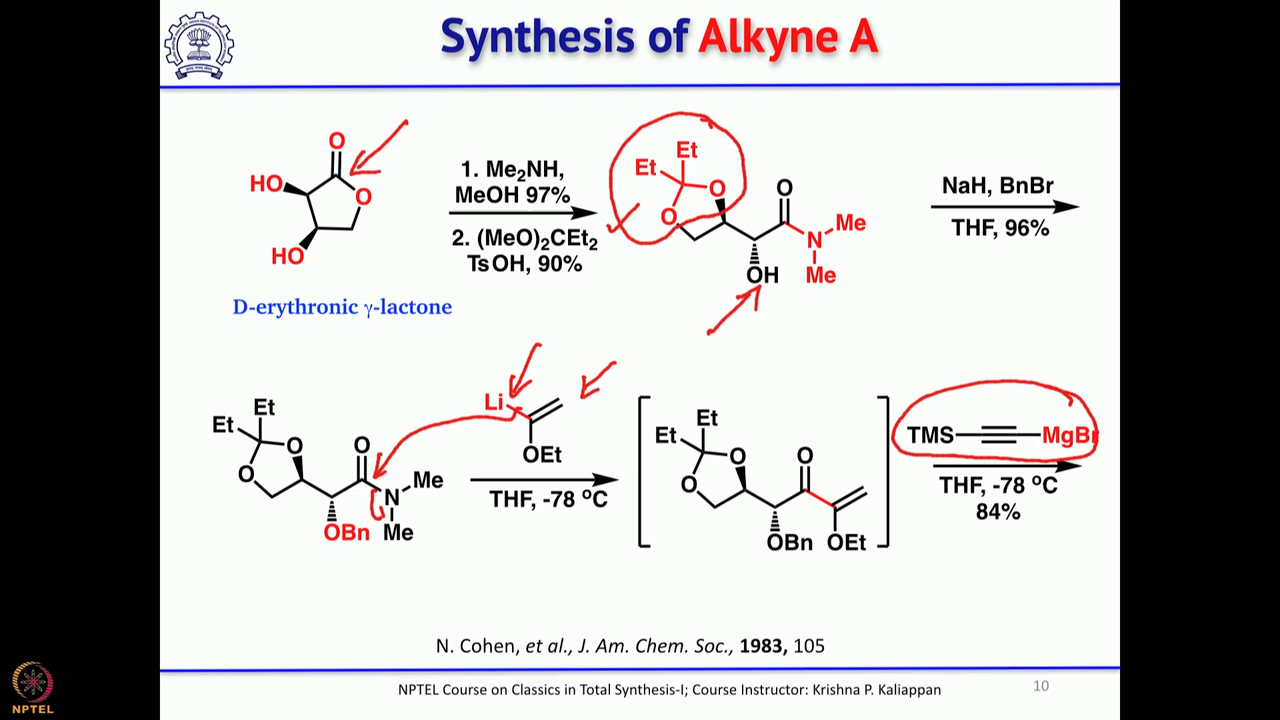 Synthesis of Alkyne A
O
HO
O
HO
D-erythronic γ-lactone
1. Me₂NH,
MeOH 97%
2. (MeO)₂CEt₂
TsOH, 90%
Et
Et
O
O
O
N
Me
OH
Me
NaH, BnBr
THF, 96%
Et
Et
O
O
O
N
Me
OBn
Me
Li
OEt
THF, -78 ºC
Et
Et
O
O
O
OBn
OEt
TMS
MgBr
THF, -78 ºC
84%
N. Cohen, et al., J. Am. Chem. Soc., 1983, 105
NPTEL Course on Classics in Total Synthesis-I; Course Instructor: Krishna P. Kaliappan
10
NPTEL